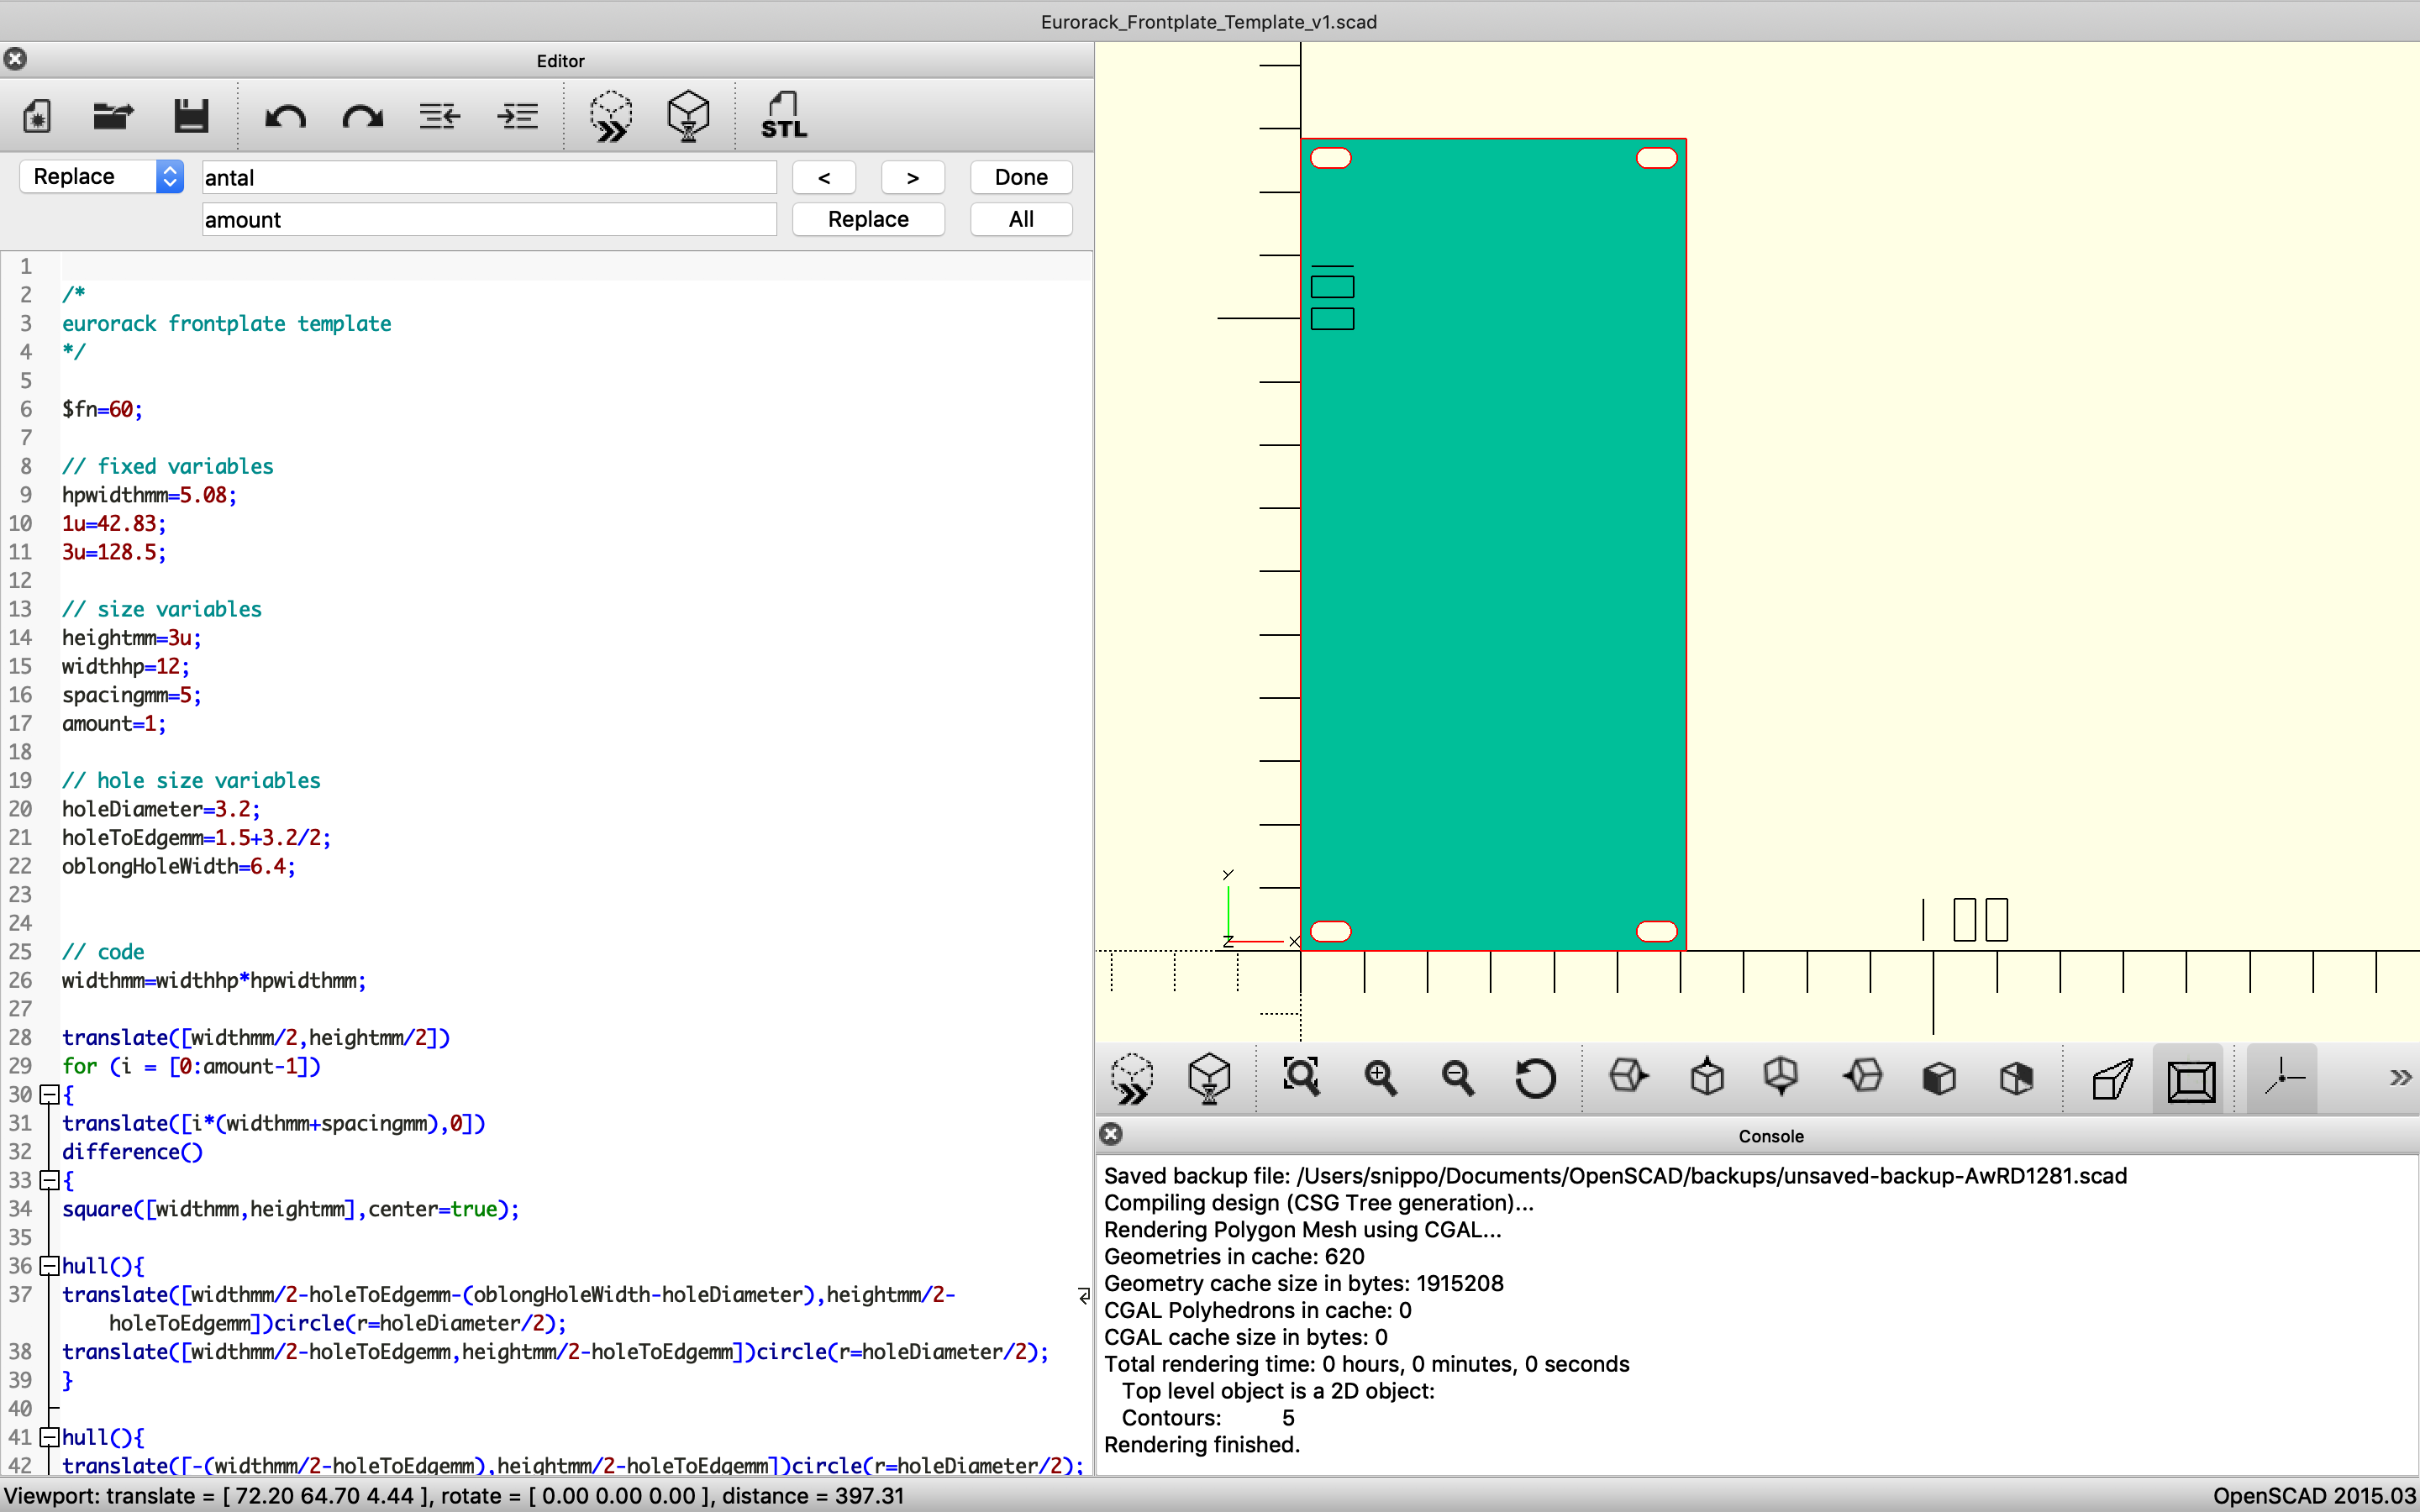 Eurorack_Frontplate_Template_v1.scad
Editor
STL
Replace
antal
<
>
Done
amount
Replace
All
1
2 /*
3 eurorack frontplate template
4 */
5
6 $fn=60;
7
8 // fixed variables
9 hpwidthmm=5.08;
10 1u=42.83;
11 3u=128.5;
12
13 // size variables
14 heightmm=3u;
15 widthhp=12;
16 spacingmm=5;
17 amount=1;
18
19 // hole size variables
20 holeDiameter=3.2;
21 holeToEdgemm=1.5+3.2/2;
22 oblongHoleWidth=6.4;
23
24
25 // code
26 widthmm=widthhp*hpwidthmm;
27
28 translate([widthmm/2,heightmm/2])
29 for (i = [0:amount-1])
30 {
31 translate([i*(widthmm+spacingmm),0])
32 difference()
33 {
34 square([widthmm,heightmm],center=true);
35
36 hull(){
37 translate([widthmm/2-holeToEdgemm-(oblongHoleWidth-holeDiameter),heightmm/2-
holeToEdgemm])circle(r=holeDiameter/2);
38 translate([widthmm/2-holeToEdgemm,heightmm/2-holeToEdgemm])circle(r=holeDiameter/2);
39 }
40
41 hull(){
42 translate([-(widthmm/2-holeToEdgemm),heightmm/2-holeToEdgemm])circle(r=holeDiameter/2);
100
Y
Z X
100
Console
Saved backup file: /Users/snippo/Documents/OpenSCAD/backups/unsaved-backup-AwRD1281.scad
Compiling design (CSG Tree generation)...
Rendering Polygon Mesh using CGAL...
Geometries in cache: 620
Geometry cache size in bytes: 1915208
CGAL Polyhedrons in cache: 0
CGAL cache size in bytes: 0
Total rendering time: 0 hours, 0 minutes, 0 seconds
Top level object is a 2D object:
Contours: 5
Rendering finished.
Viewport: translate = [ 72.20 64.70 4.44 ], rotate = [ 0.00 0.00 0.00 ], distance = 397.31
OpenSCAD 2015.03